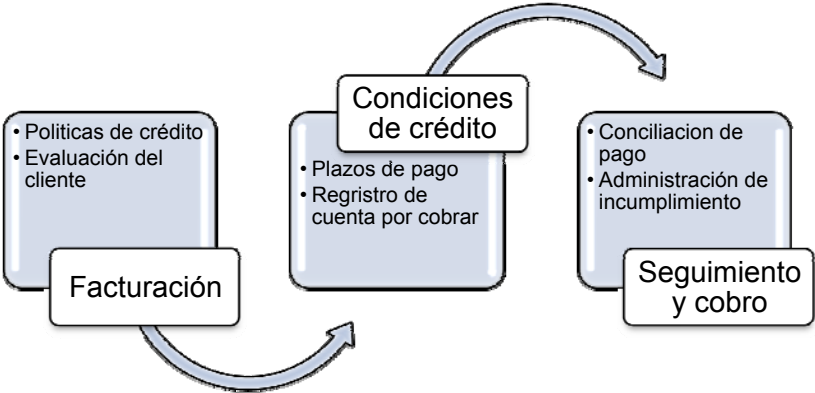 • Politicas de crédito
• Evaluación del
cliente
Facturación
Condiciones
de crédito
• Plazos de pago
• Regristro de
cuenta por cobrar
• Conciliacion de
pago
• Administración de
incumplimiento
Seguimiento
y cobro